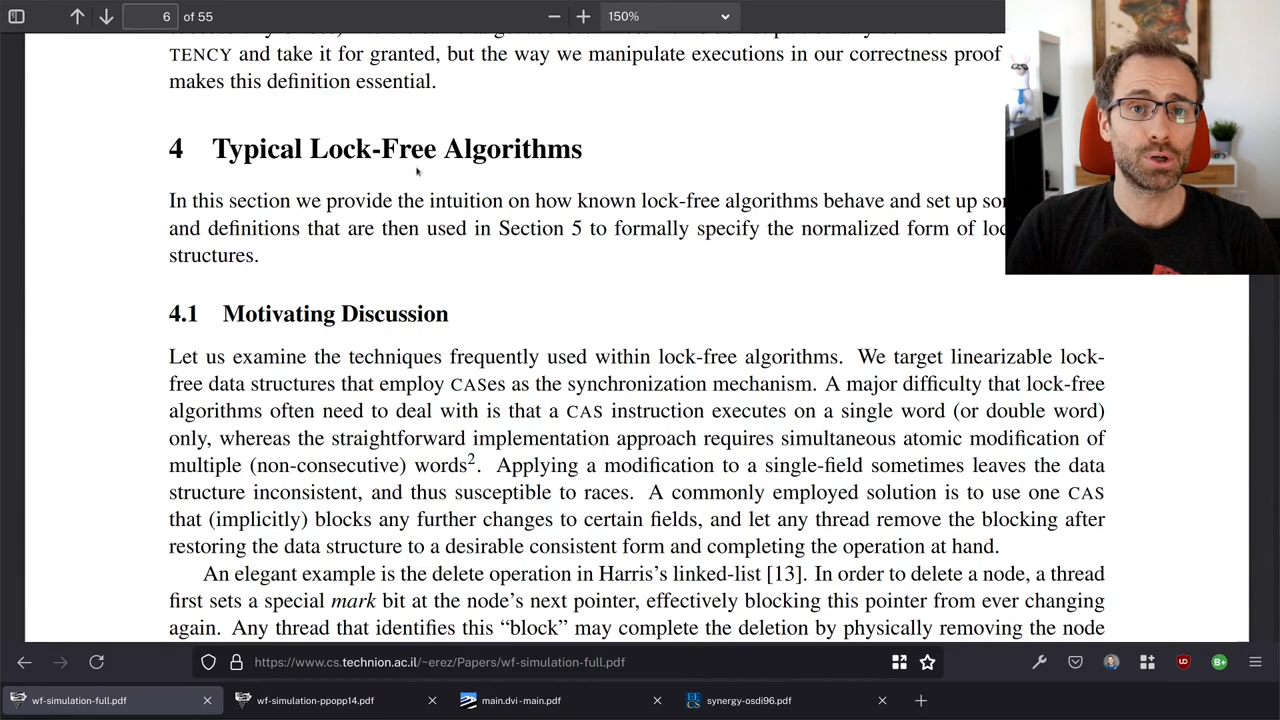 6 of 55
150%
TENCY and take it for granted, but the way we manipulate executions in our correctness proof
makes this definition essential.
4 Typical Lock-Free Algorithms
In this section we provide the intuition on how known lock-free algorithms behave and set up
and definitions that are then used in Section 5 to formally specify the normalized form of
structures.
4.1 Motivating Discussion
Let us examine the techniques frequently used within lock-free algorithms. We target linearizable lock-
free data structures that employ CASes as the synchronization mechanism. A major difficulty that lock-free
algorithms often need to deal with is that a CAS instruction executes on a single word (or double word)
only, whereas the straightforward implementation approach requires simultaneous atomic modification of
multiple (non-consecutive) words2. Applying a modification to a single-field sometimes leaves the data
structure inconsistent, and thus susceptible to races. A commonly employed solution is to use one CAS
that (implicitly) blocks any further changes to certain fields, and let any thread remove the blocking after
restoring the data structure to a desirable consistent form and completing the operation at hand.
An elegant example is the delete operation in Harris's linked-list [13]. In order to delete a node, a thread
first sets a special mark bit at the node's next pointer, effectively blocking this pointer from ever changing
again. Any thread that identifies this “block” may complete the deletion by physically removing the node
https://www.cs.technion.ac.il/~erez/Papers/wf-simulation-full.pdf
wf-simulation-full.pdf
wf-simulation-ppopp14.pdf
main.dvi - main.pdf
synergy-osdi96.pdf